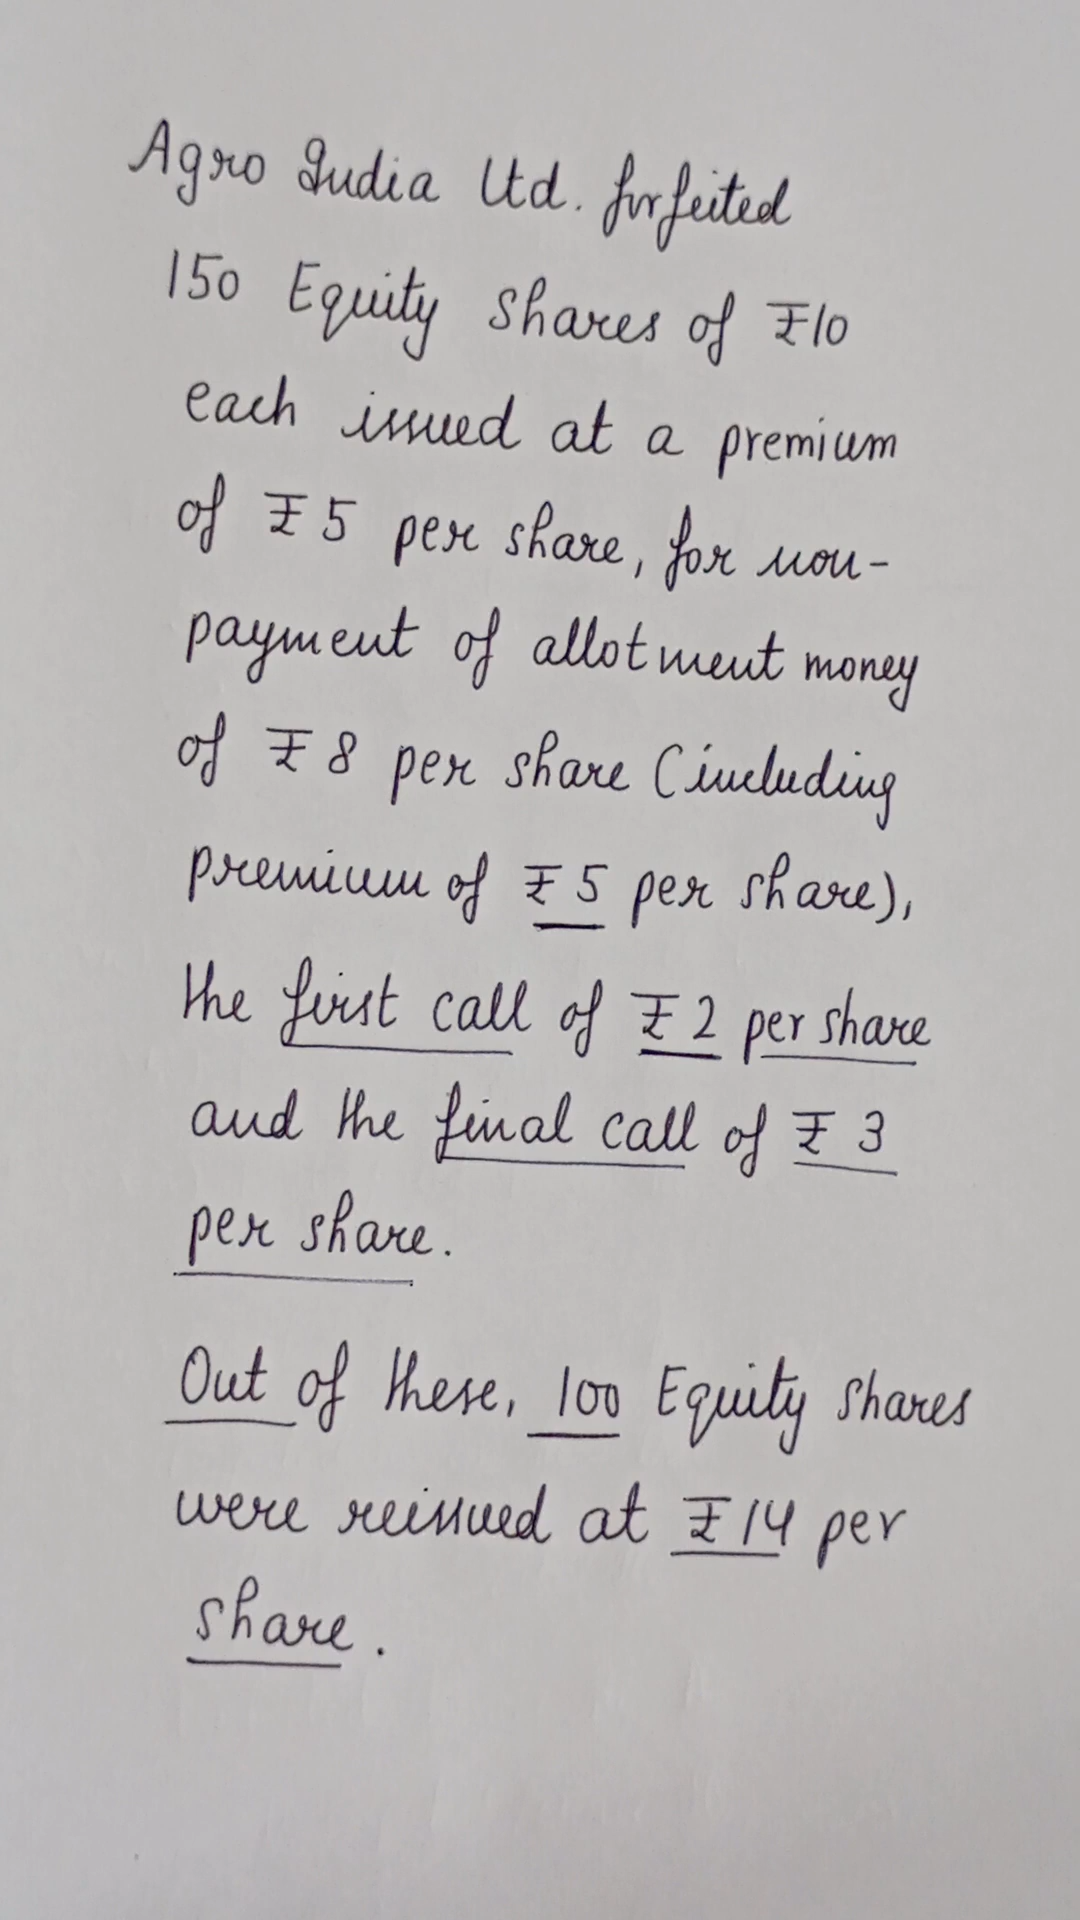 Agro India Ltd. forfeited
150 Equity shares of ₹10
each issued at a premium
of ₹5 per share, for non-
payment of allotment money
of ₹8 per share (including
premium of ₹5 per share),
the first call of ₹2 per share
and the final call of ₹3
per share.
Out of these, 100 Equity shares
were reissued at ₹14 per
share.